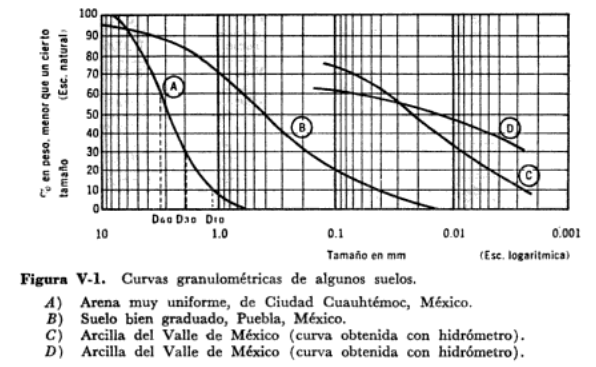 % en peso, menor que un cierto
tamaño (Esc. natural)
100
90
80
70
60
50
40
30
20
10
0
A
B
D
C
D60 D30 D10
10 1.0 0.1 0.01 0.001
Tamaño en mm (Esc. logarítmica)
Figura V-1. Curvas granulométricas de algunos suelos.
A) Arena muy uniforme, de Ciudad Cuauhtémoc, México.
B) Suelo bien graduado, Puebla, México.
C) Arcilla del Valle de México (curva obtenida con hidrómetro).
D) Arcilla del Valle de México (curva obtenida con hidrómetro).